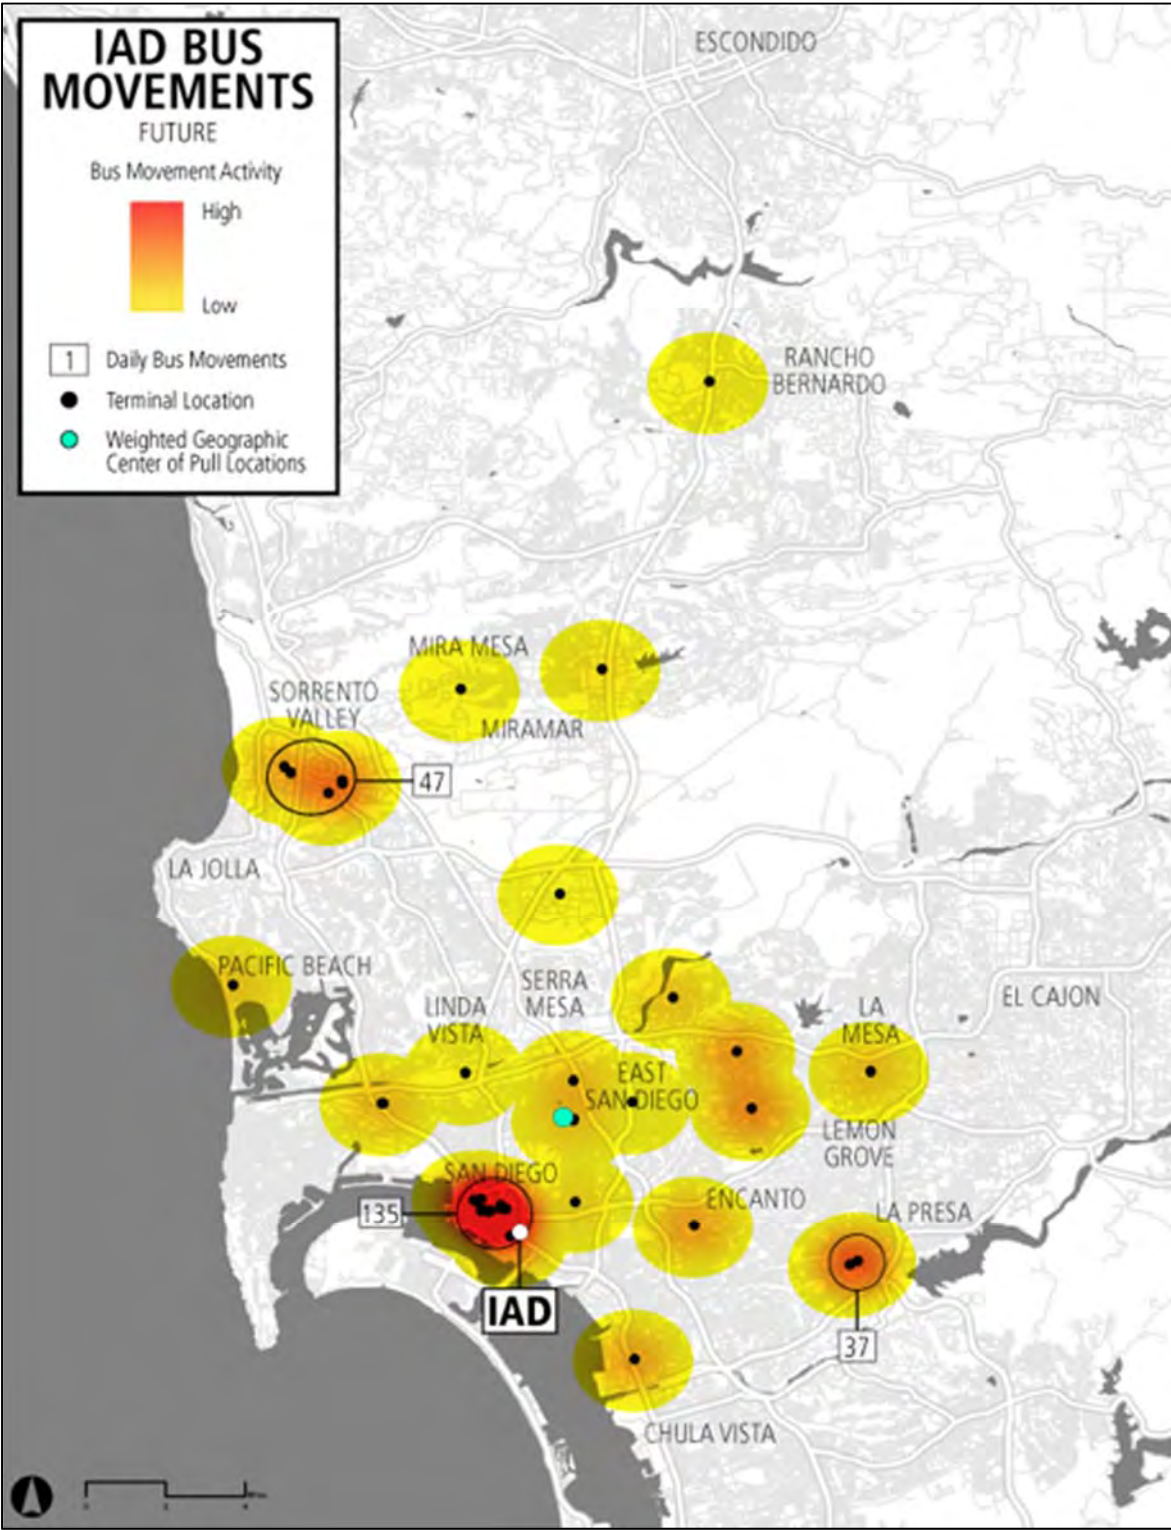 IAD BUS
MOVEMENTS
FUTURE
Bus Movement Activity
High
Low
1 Daily Bus Movements
Terminal Location
Weighted Geographic
Center of Pull Locations
ESCONDIDO
RANCHO
BERNARDO
MIRA MESA
SORRENTO
VALLEY
MIRAMAR
47
LA JOLLA
PACIFIC BEACH
SERRA
MESA
LINDA
VISTA
EL CAJON
LA
MESA
EAST
SAN DIEGO
LEMON
GROVE
SAN DIEGO
ENCANTO
135
LA PRESA
IAD
37
CHULA VISTA